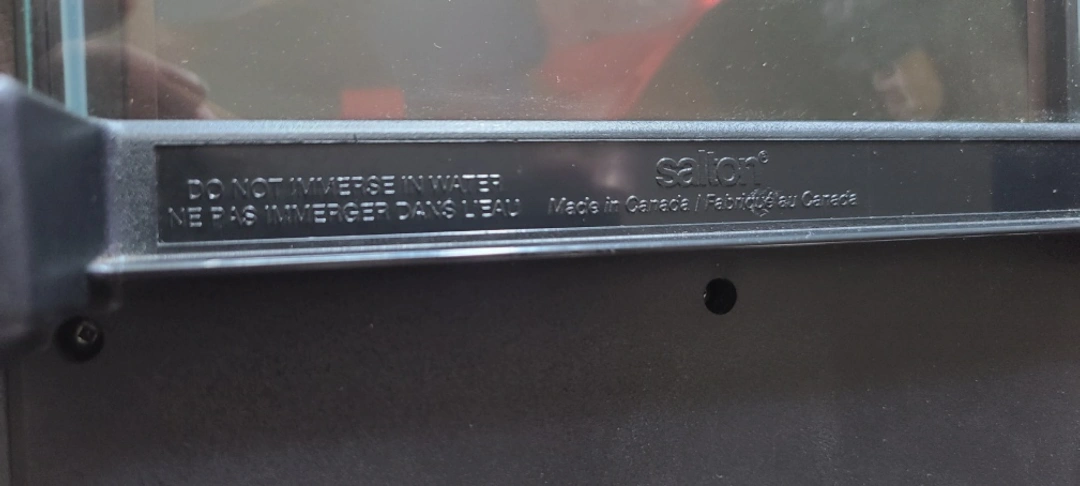 DO NOT IMMERSE IN WATER
NE PAS IMMERGER DANS L'EAU
salton®
Made in Canada / Fabriqué au Canada